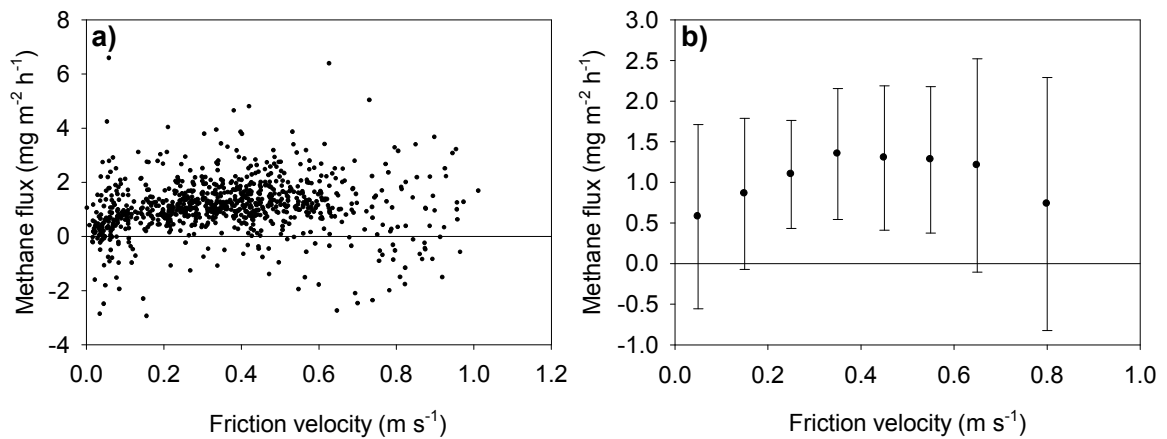 a)
8
6
4
2
0
-2
-4
Methane flux (mg m⁻² h⁻¹)
0.0 0.2 0.4 0.6 0.8 1.0 1.2
Friction velocity (m s⁻¹)
b)
3.0
2.5
2.0
1.5
1.0
0.5
0.0
-0.5
-1.0
Methane flux (mg m⁻² h⁻¹)
0.0 0.2 0.4 0.6 0.8 1.0
Friction velocity (m s⁻¹)